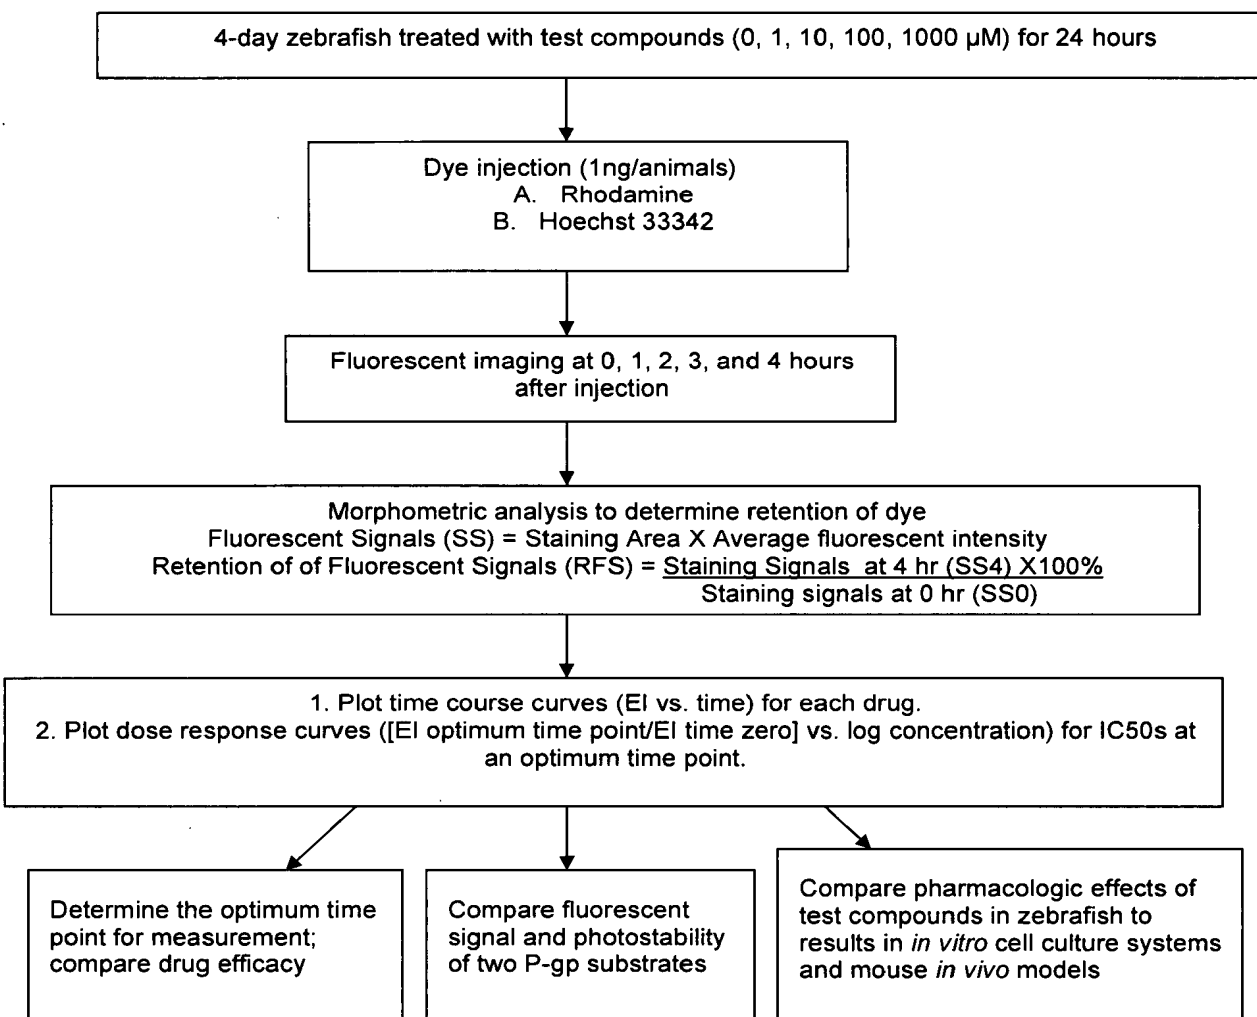 4-day zebrafish treated with test compounds (0, 1, 10, 100, 1000 µM) for 24 hours
Dye injection (1ng/animals)
A. Rhodamine
B. Hoechst 33342
Fluorescent imaging at 0, 1, 2, 3, and 4 hours
after injection
Morphometric analysis to determine retention of dye
Fluorescent Signals (SS) = Staining Area X Average fluorescent intensity
Retention of of Fluorescent Signals (RFS) = Staining Signals at 4 hr (SS4) X100%
Staining signals at 0 hr (SS0)
1. Plot time course curves (EI vs. time) for each drug.
2. Plot dose response curves ([EI optimum time point/EI time zero] vs. log concentration) for IC50s at
an optimum time point.
Determine the optimum time
point for measurement;
compare drug efficacy
Compare fluorescent
signal and photostability
of two P-gp substrates
Compare pharmacologic effects of
test compounds in zebrafish to
results in in vitro cell culture systems
and mouse in vivo models